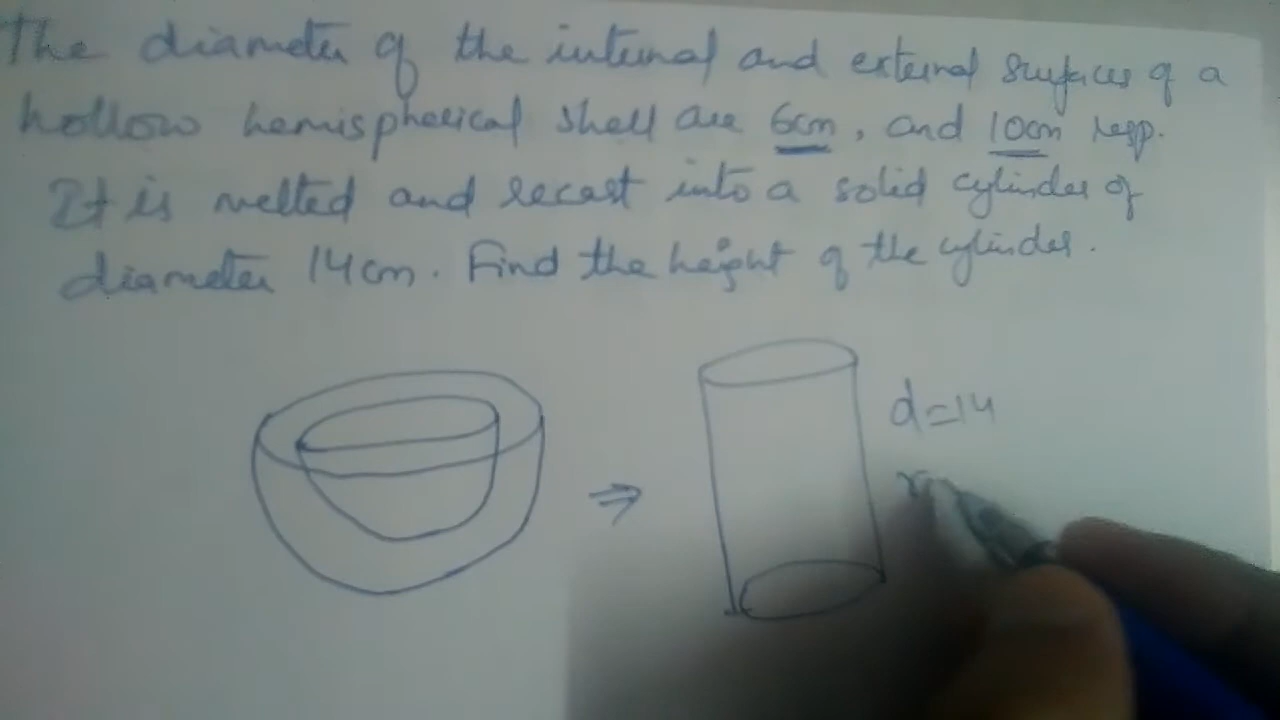 The diameter of the internal and external surfaces of a
hollow hemispherical shell are 6cm, and 10cm resp.
It is melted and recast into a solid cylinder of
diameter 14cm. Find the height of the cylinder.
d=14
r